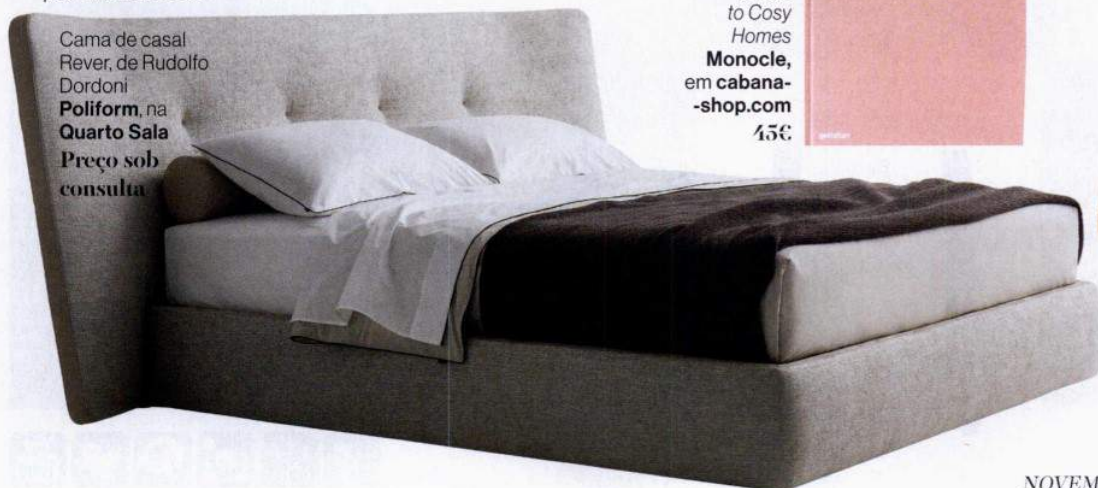 Cama de casal
Rever, de Rudolfo
Dordoni
Poliform, na
Quarto Sala
Preço sob
consulta
to Cosy
Homes
Monocle,
em cabana-
-shop.com
45€
gestalten